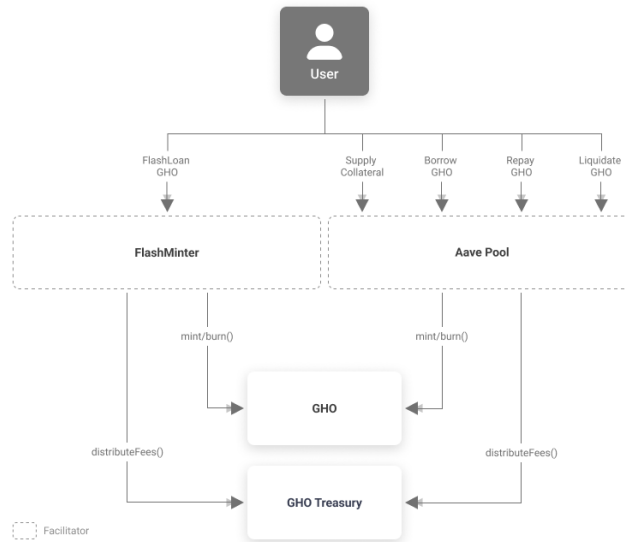 User
FlashLoan
GHO
Supply
Collateral
Borrow
GHO
Repay
GHO
Liquidate
GHO
FlashMinter
Aave Pool
mint/burn()
mint/burn()
GHO
distributeFees()
distributeFees()
GHO Treasury
Facilitator